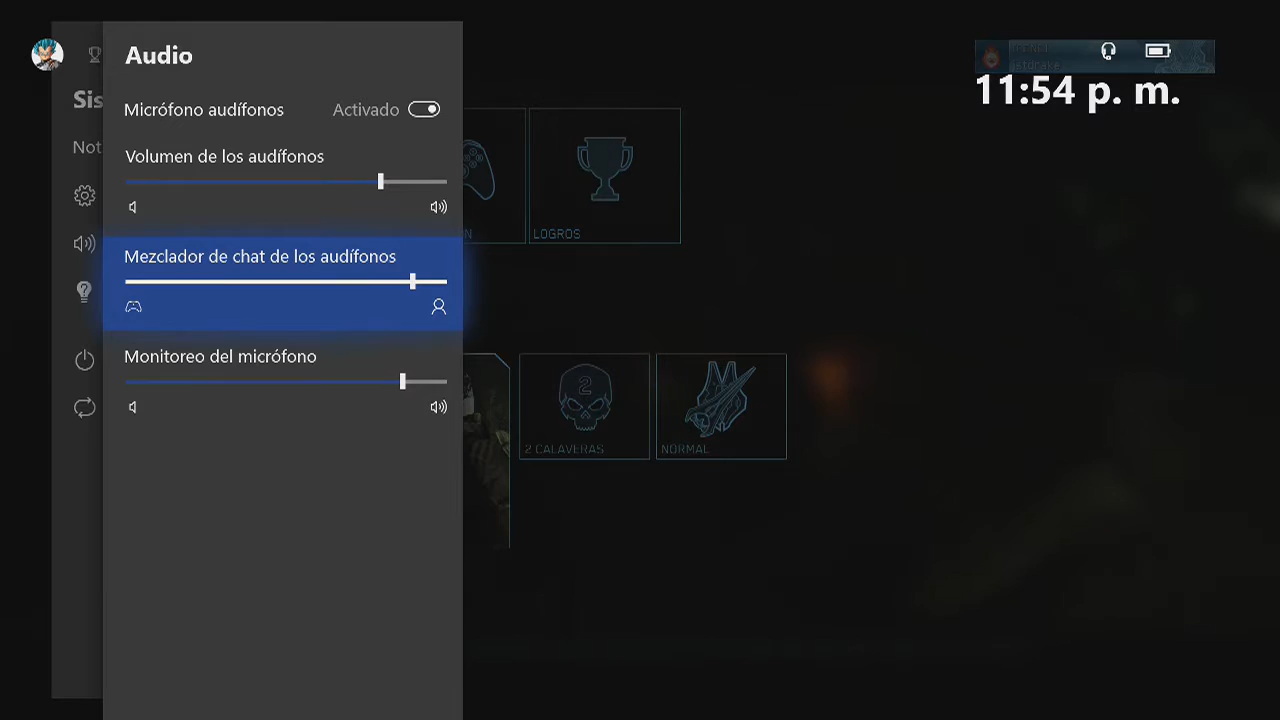 Audio
11:54 p. m.
Sis
Micrófono audífonos Activado
Not
Volumen de los audífonos
LOGROS
Mezclador de chat de los audífonos
Monitoreo del micrófono
2
2 CALAVERAS
NORMAL